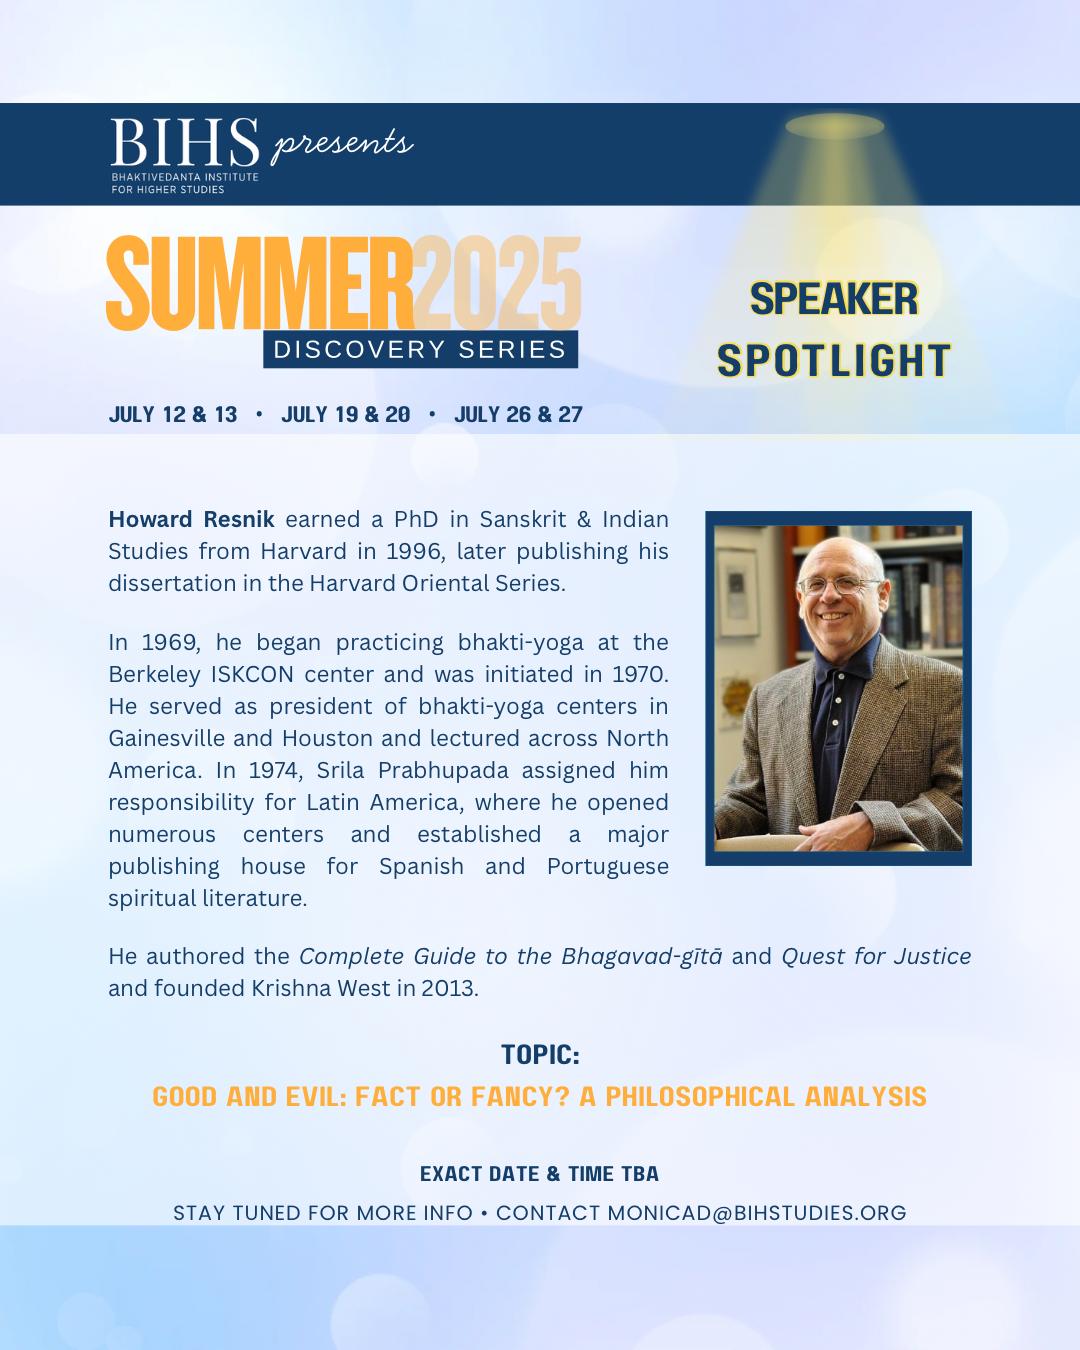 BIHS presents
BHAKTIVEDANTA INSTITUTE
FOR HIGHER STUDIES
SUMMER2025
DISCOVERY SERIES
JULY 12 & 13 • JULY 19 & 20 • JULY 26 & 27
SPEAKER
SPOTLIGHT
Howard Resnik earned a PhD in Sanskrit & Indian
Studies from Harvard in 1996, later publishing his
dissertation in the Harvard Oriental Series.
In 1969, he began practicing bhakti-yoga at the
Berkeley ISKCON center and was initiated in 1970.
He served as president of bhakti-yoga centers in
Gainesville and Houston and lectured across North
America. In 1974, Srila Prabhupada assigned him
responsibility for Latin America, where he opened
numerous centers and established a major
publishing house for Spanish and Portuguese
spiritual literature.
He authored the Complete Guide to the Bhagavad-gītā and Quest for Justice
and founded Krishna West in 2013.
TOPIC:
GOOD AND EVIL: FACT OR FANCY? A PHILOSOPHICAL ANALYSIS
EXACT DATE & TIME TBA
STAY TUNED FOR MORE INFO • CONTACT MONICAD@BIHSTUDIES.ORG